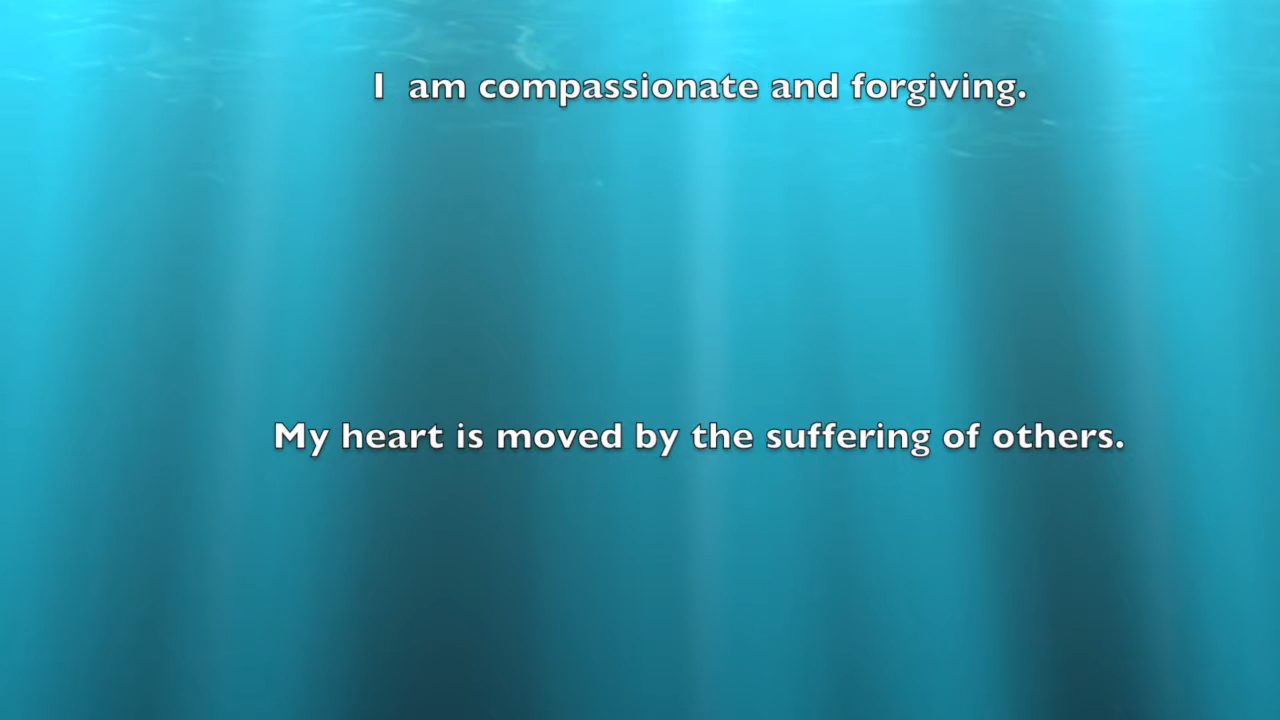 I am compassionate and forgiving.
My heart is moved by the suffering of others.